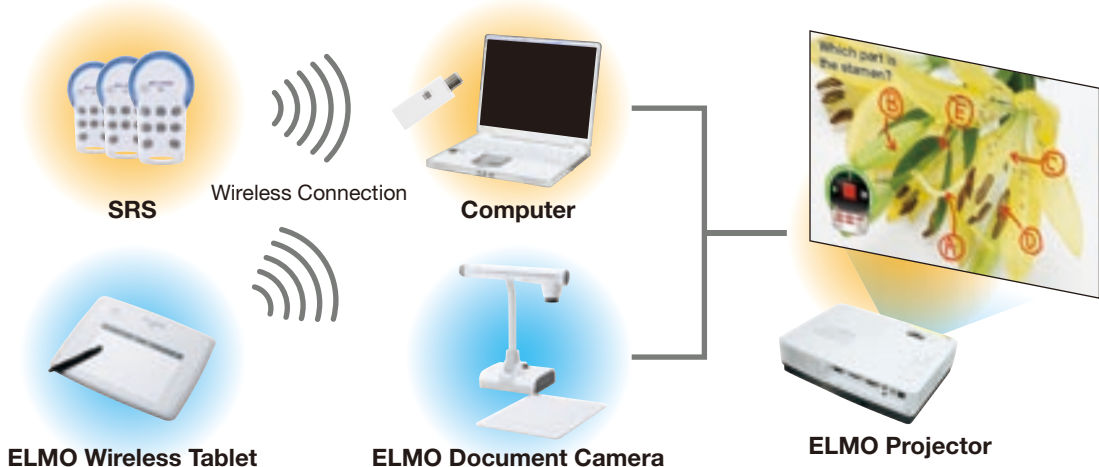 Which part is
the stamen?
B
E
C
A
D
Wireless Connection
SRS
Computer
ELMO Wireless Tablet
ELMO Document Camera
ELMO Projector